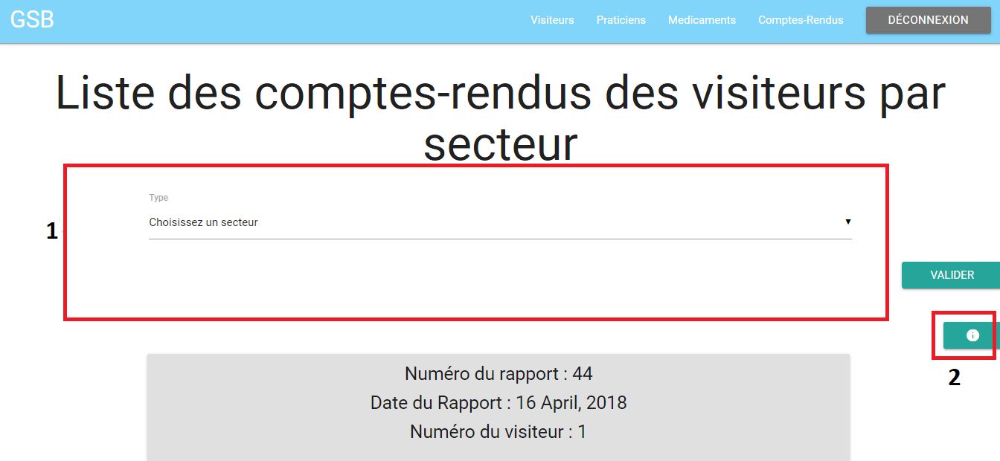 GSB
Visiteurs Praticiens Medicaments Comptes-Rendus DÉCONNEXION
Liste des comptes-rendus des visiteurs par
secteur
Type
Choisissez un secteur ▼
1
VALIDER
2
Numéro du rapport : 44
Date du Rapport : 16 April, 2018
Numéro du visiteur : 1